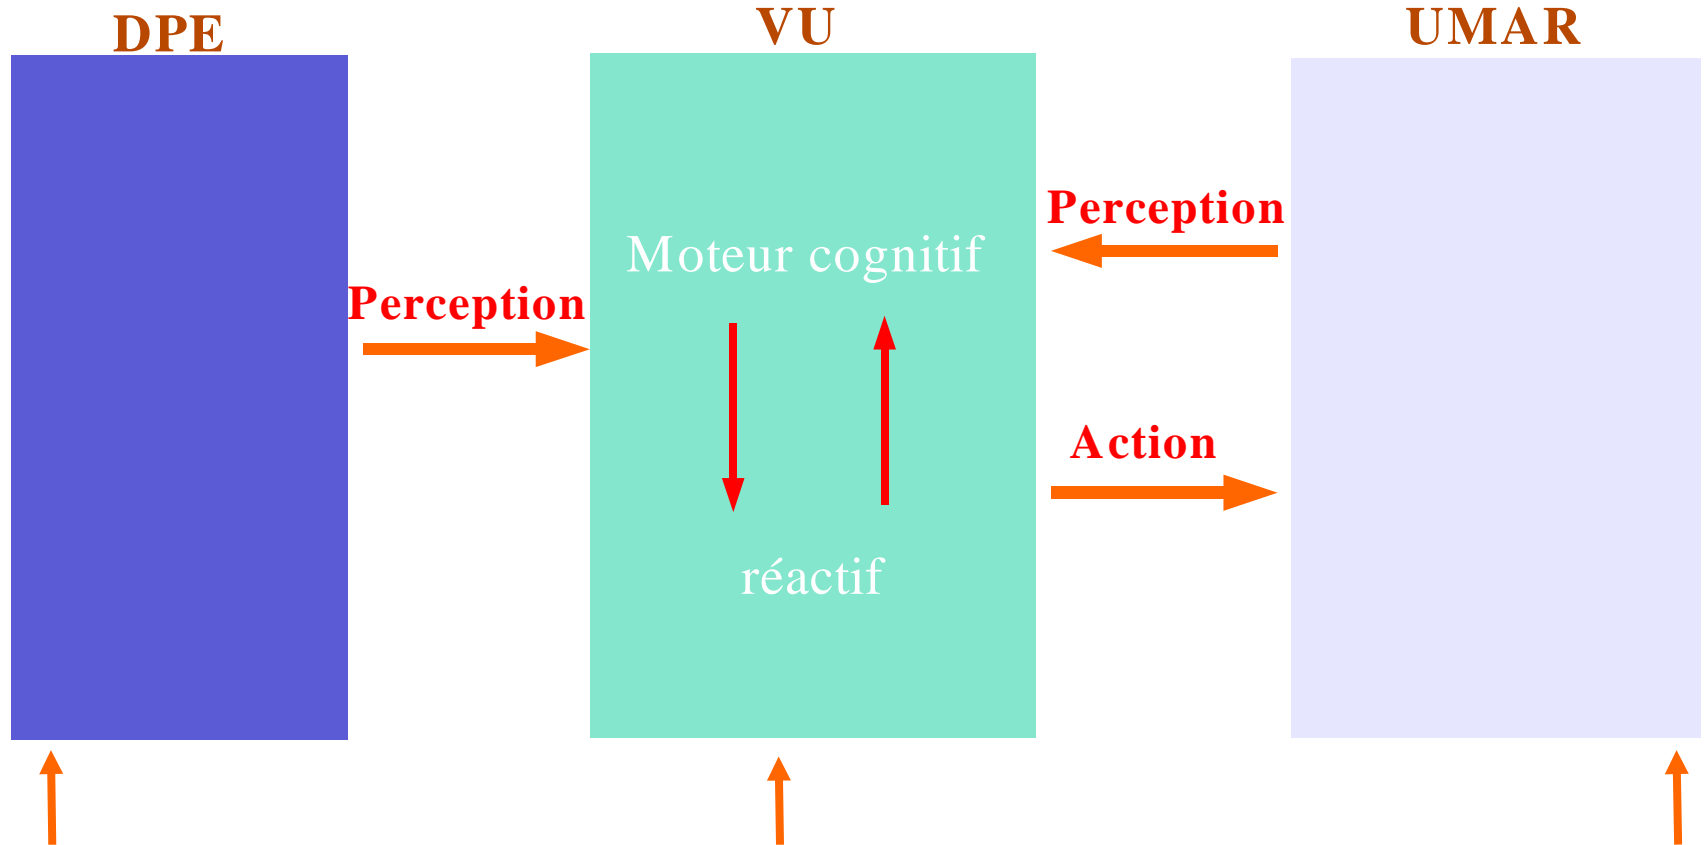 DPE
VU
UMAR
Perception
Moteur cognitif
Perception
Action
réactif